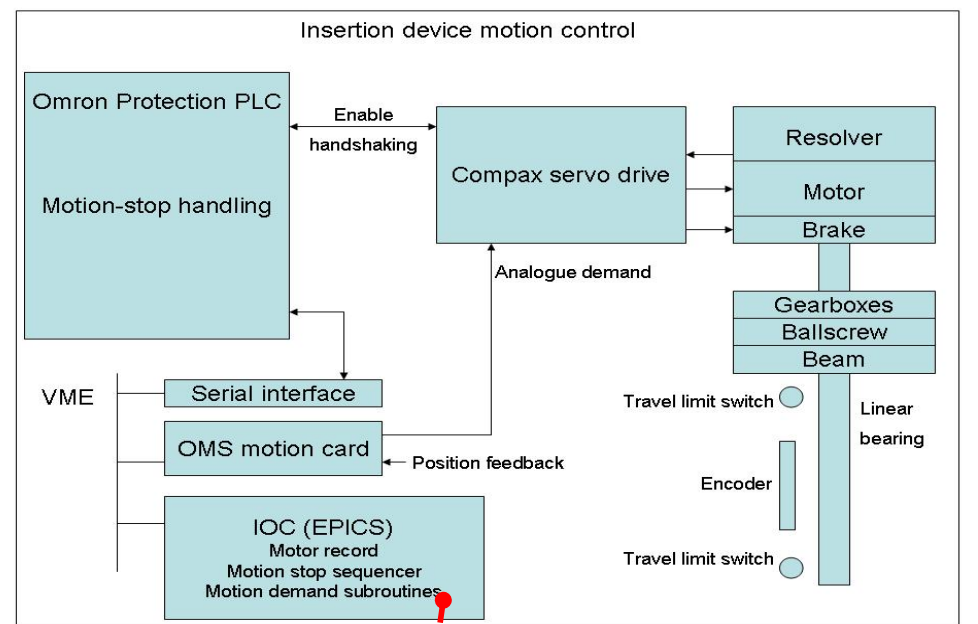 Insertion device motion control
Omron Protection PLC
Motion-stop handling
Enable
handshaking
Compax servo drive
Resolver
Motor
Brake
Analogue demand
Gearboxes
Ballscrew
Beam
VME
Serial interface
OMS motion card
Position feedback
IOC (EPICS)
Motor record
Motion stop sequencer
Motion demand subroutines
Travel limit switch
Linear
bearing
Encoder
Travel limit switch